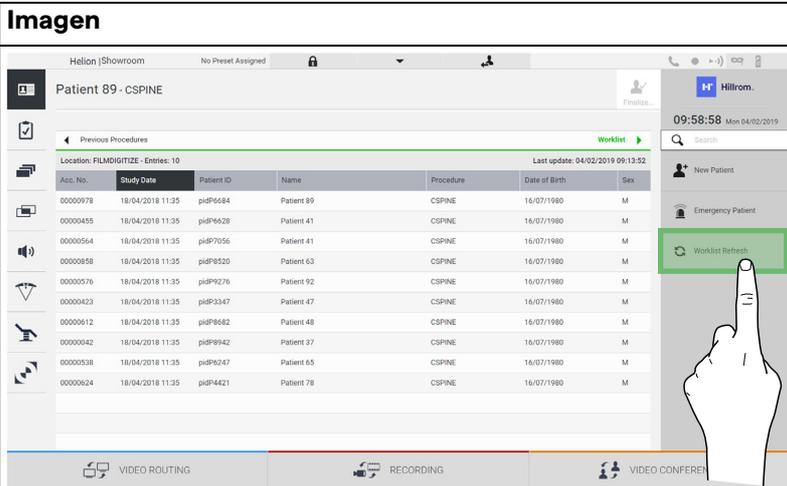 Imagen
Helion | Showroom No Preset Assigned
Patient 89 - CSPINE
Finalize...
Hillrom.
09:58:58 Mon 04/02/2019
Search
Previous Procedures Worklist
Location: FILMDIGITIZE - Entries: 10 Last update: 04/02/2019 09:13:52
Acc. No. Study Date Patient ID Name Procedure Date of Birth Sex
00000978 18/04/2018 11:35 pidP6684 Patient 89 CSPINE 16/07/1980 M
00000455 18/04/2018 11:35 pidP6628 Patient 41 CSPINE 16/07/1980 M
00000564 18/04/2018 11:35 pidP7056 Patient 41 CSPINE 16/07/1980 M
00000858 18/04/2018 11:35 pidP8520 Patient 63 CSPINE 16/07/1980 M
00000576 18/04/2018 11:35 pidP9276 Patient 92 CSPINE 16/07/1980 M
00000423 18/04/2018 11:35 pidP3347 Patient 47 CSPINE 16/07/1980 M
00000612 18/04/2018 11:35 pidP8682 Patient 48 CSPINE 16/07/1980 M
00000042 18/04/2018 11:35 pidP8942 Patient 37 CSPINE 16/07/1980 M
00000538 18/04/2018 11:35 pidP6247 Patient 65 CSPINE 16/07/1980 M
00000624 18/04/2018 11:35 pidP4421 Patient 78 CSPINE 16/07/1980 M
New Patient
Emergency Patient
Worklist Refresh
VIDEO ROUTING RECORDING VIDEO CONFEREN